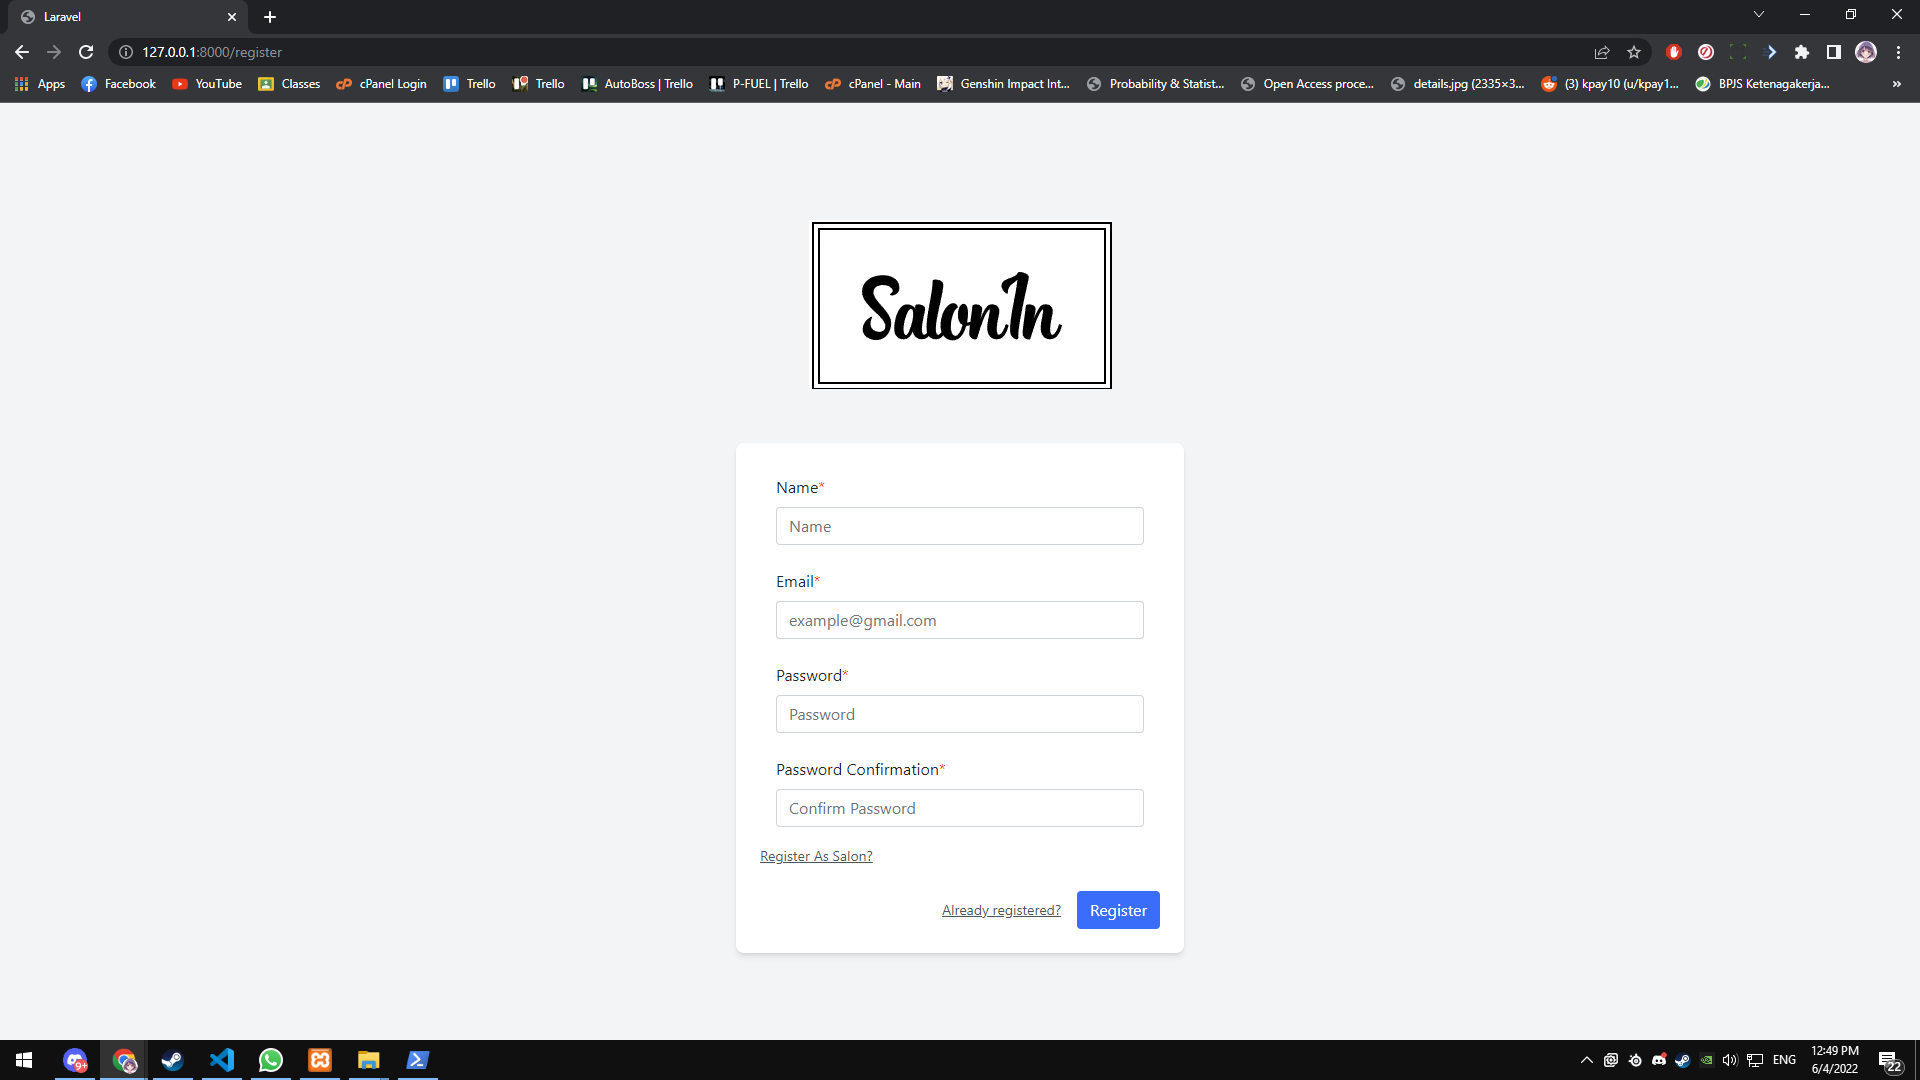 Laravel
127.0.0.1:8000/register
Apps Facebook YouTube Classes cPanel Login Trello Trello AutoBoss | Trello P-FUEL | Trello cPanel - Main Genshin Impact Int... Probability & Statist... Open Access proce... details.jpg (2335×3... (3) kpay10 (u/kpay1... BPJS Ketenagakerja... »
SalonIn
Name*
Name
Email*
example@gmail.com
Password*
Password
Password Confirmation*
Confirm Password
Register As Salon?
Already registered? Register
9+ ENG 12:49 PM
6/4/2022 22